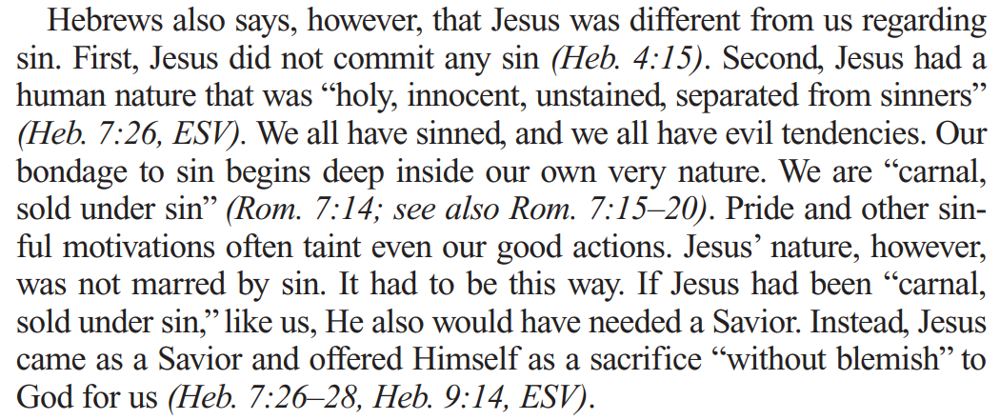 Hebrews also says, however, that Jesus was different from us regarding
sin. First, Jesus did not commit any sin (Heb. 4:15). Second, Jesus had a
human nature that was “holy, innocent, unstained, separated from sinners”
(Heb. 7:26, ESV). We all have sinned, and we all have evil tendencies. Our
bondage to sin begins deep inside our own very nature. We are “carnal,
sold under sin” (Rom. 7:14; see also Rom. 7:15–20). Pride and other sin-
ful motivations often taint even our good actions. Jesus’ nature, however,
was not marred by sin. It had to be this way. If Jesus had been “carnal,
sold under sin,” like us, He also would have needed a Savior. Instead, Jesus
came as a Savior and offered Himself as a sacrifice “without blemish” to
God for us (Heb. 7:26–28, Heb. 9:14, ESV).